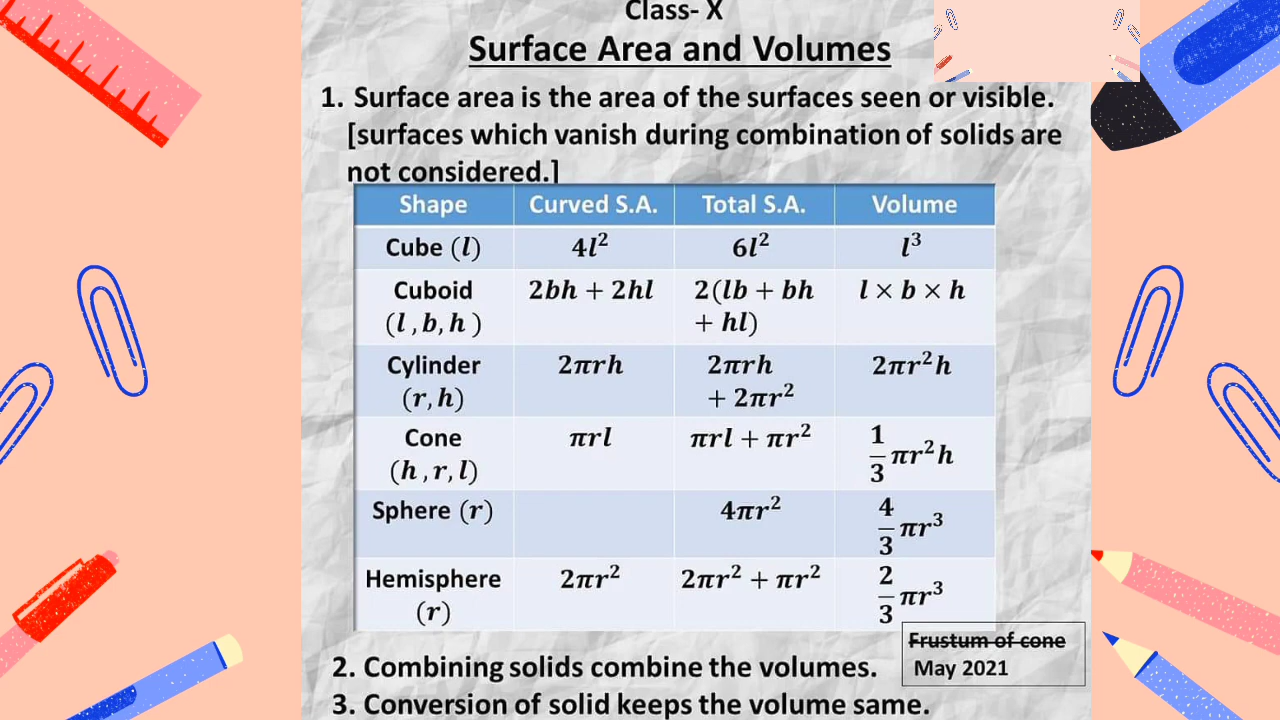 Class- X
Surface Area and Volumes
1. Surface area is the area of the surfaces seen or visible.
[surfaces which vanish during combination of solids are
not considered.]
Shape Curved S.A. Total S.A. Volume
Cube (l) 4l² 6l² l³
Cuboid 2bh + 2hl 2(lb + bh l × b × h
(l ,b, h ) + hl)
Cylinder 2πrh 2πrh 2πr²h
(r, h) + 2πr²
Cone πrl πrl + πr² 1/3 πr²h
(h ,r, l)
Sphere (r) 4πr² 4/3 πr³
Hemisphere 2πr² 2πr² + πr² 2/3 πr³
(r)
Frustum of cone
May 2021
2. Combining solids combine the volumes.
3. Conversion of solid keeps the volume same.